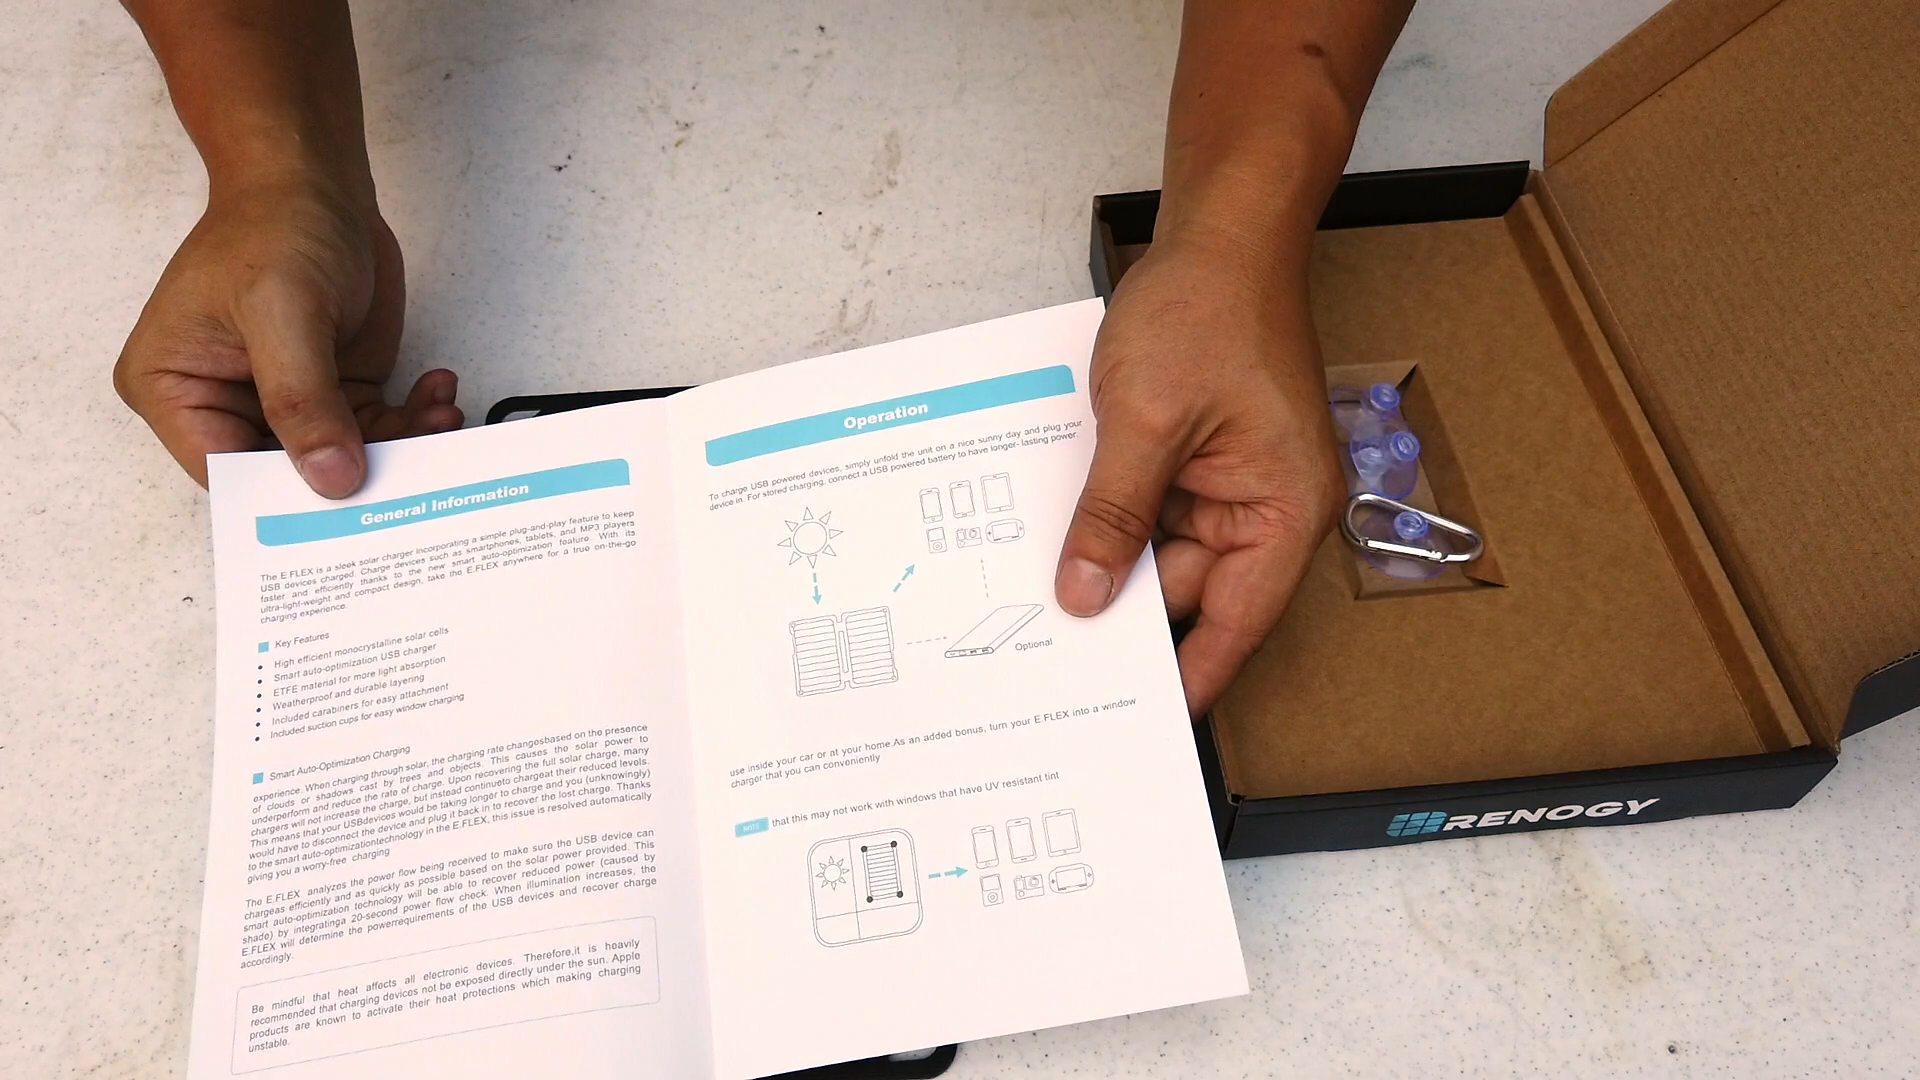 General Information
The E.FLEX is a sleek solar charger incorporating a simple plug-and-play feature to keep
USB devices charged. Charge devices such as smartphones, tablets, and MP3 players
faster and efficiently thanks to the new smart auto-optimization feature. With its
ultra-light-weight and compact design, take the E.FLEX anywhere for a true on-the-go
charging experience.
Key Features
High efficient monocrystalline solar cells
Smart auto-optimization USB charger
ETFE material for more light absorption
Weatherproof and durable layering
Included carabiners for easy attachment
Included suction cups for easy window charging
Smart Auto-Optimization Charging
experience. When charging through solar, the charging rate changesbased on the presence
of clouds or shadows cast by trees and objects. This causes the solar power to
underperform and reduce the rate of charge. Upon recovering the full solar charge, many
chargers will not increase the charge, but instead continueto chargeat their reduced levels.
This means that your USBdevices would be taking longer to charge and you (unknowingly)
would have to disconnect the device and plug it back in to recover the lost charge. Thanks
to the smart auto-optimizationtechnology in the E.FLEX, this issue is resolved automatically
giving you a worry-free charging
The E.FLEX analyzes the power flow being received to make sure the USB device can
chargeas efficiently and as quickly as possible based on the solar power provided. This
smart auto-optimization technology will be able to recover reduced power (caused by
shade) by integratinga 20-second power flow check. When illumination increases, the
E.FLEX will determine the powerrequirements of the USB devices and recover charge
accordingly.
Be mindful that heat affects all electronic devices. Therefore,it is heavily
recommended that charging devices not be exposed directly under the sun. Apple
products are known to activate their heat protections which making charging
unstable.
Operation
To charge USB powered devices, simply unfold the unit on a nice sunny day and plug your
device in. For stored charging, connect a USB powered battery to have longer- lasting power.
Optional
use inside your car or at your home.As an added bonus, turn your E.FLEX into a window
charger that you can conveniently
NOTE that this may not work with windows that have UV resistant tint
RENOGY